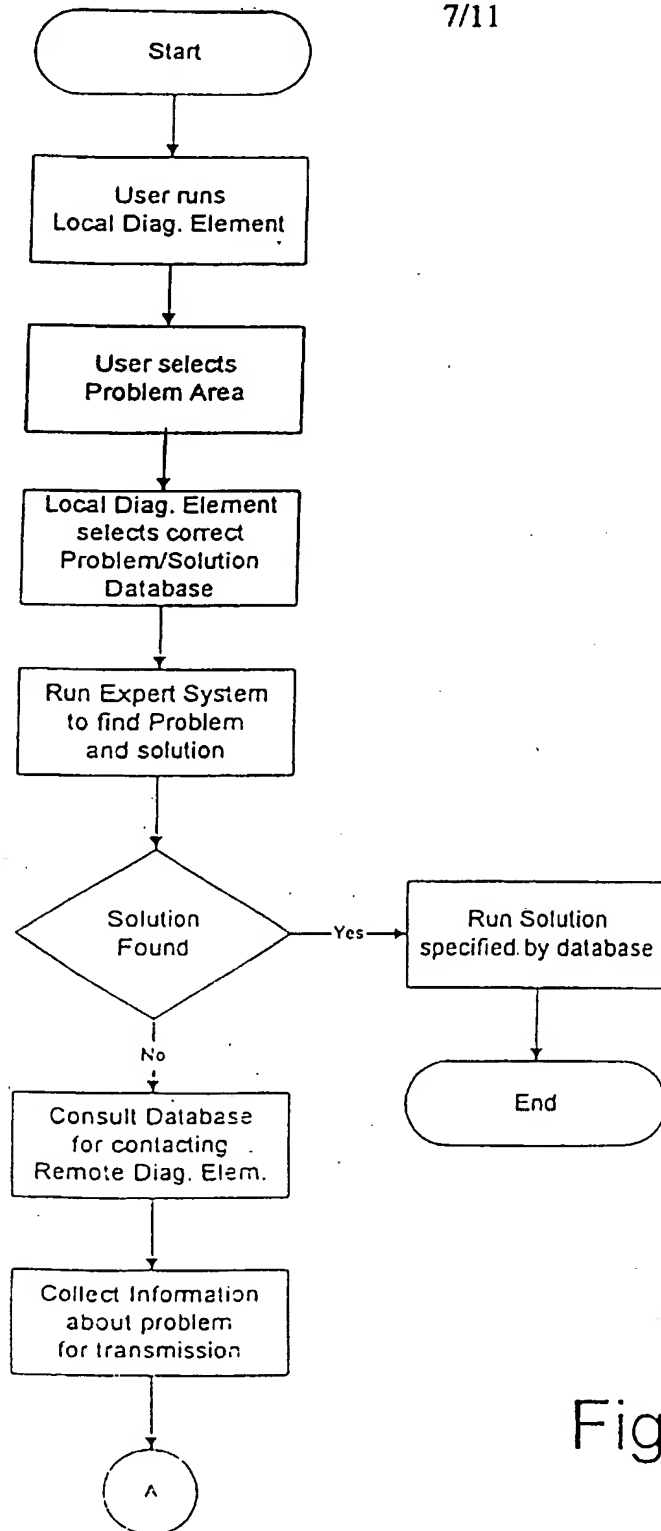 7/11
Start
User runs
Local Diag. Element
User selects
Problem Area
Local Diag. Element
selects correct
Problem/Solution
Database
Run Expert System
to find Problem
and solution
Solution
Found
Yes
Run Solution
specified by database
End
No
Consult Database
for contacting
Remote Diag. Elem.
Collect Information
about problem
for transmission
A
Fig